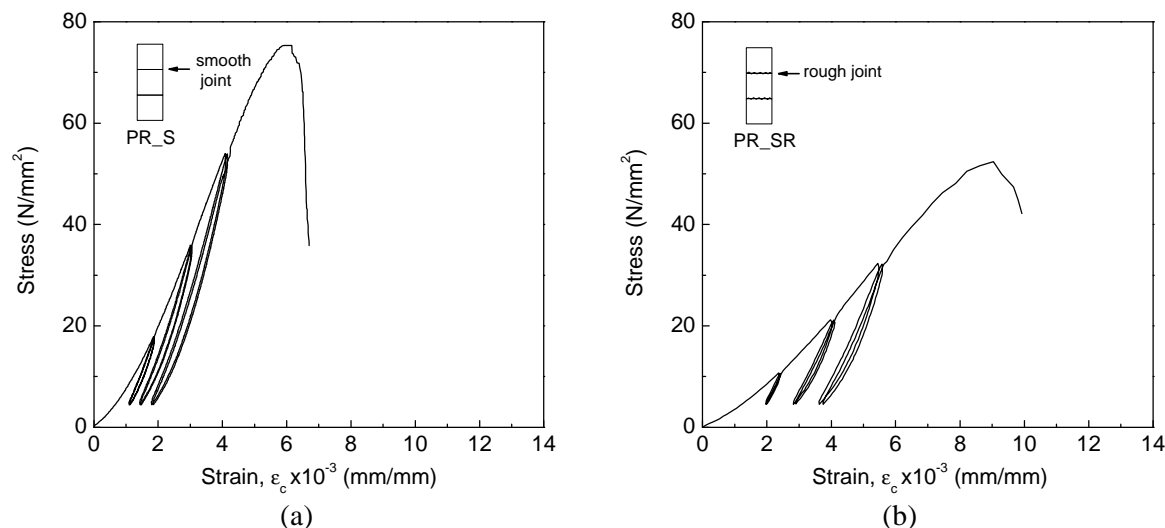 80
60
40
20
0
Stress (N/mm²)
smooth
joint
PR_S
0 2 4 6 8 10 12 14
Strain, ε_c x10⁻³ (mm/mm)
(a)
80
60
40
20
0
Stress (N/mm²)
rough joint
PR_SR
0 2 4 6 8 10 12 14
Strain, ε_c x10⁻³ (mm/mm)
(b)